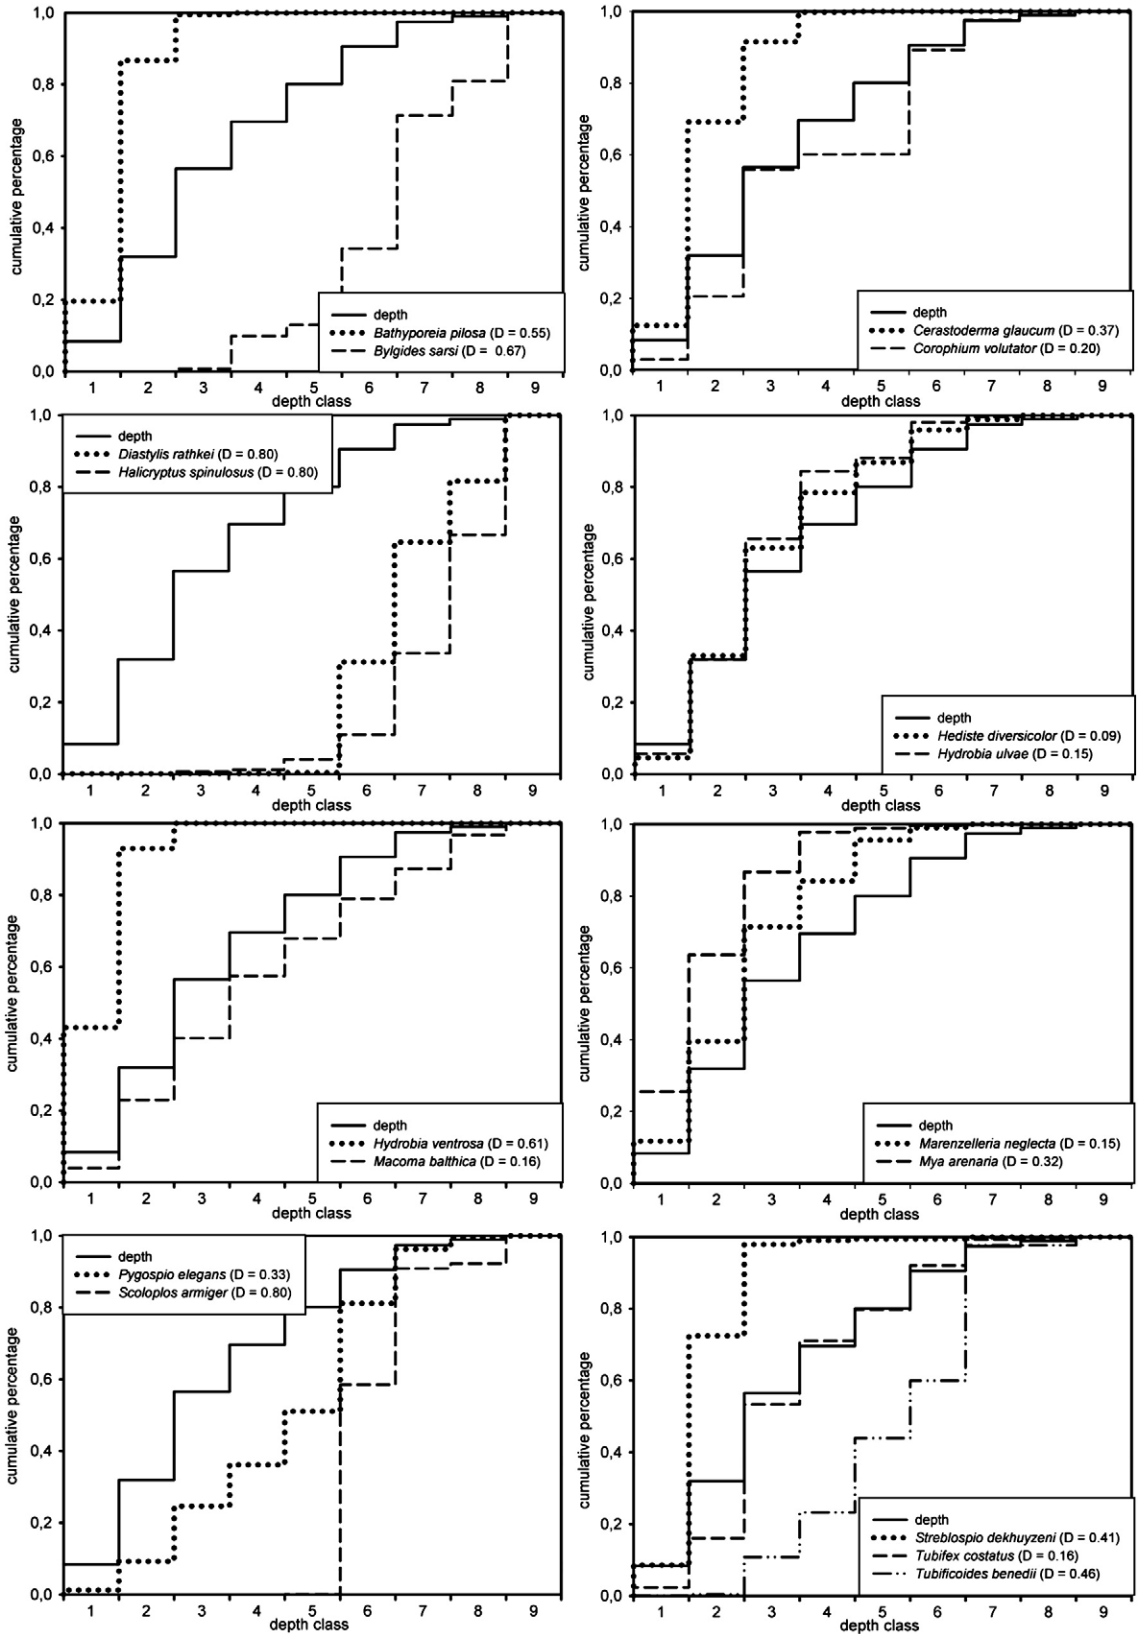 1,0
0,8
0,6
0,4
0,2
0,0
cumulative percentage
depth
Bathyporeia pilosa (D = 0.55)
Bylgides sarsi (D = 0.67)
1 2 3 4 5 6 7 8 9
depth class
1,0
0,8
0,6
0,4
0,2
0,0
cumulative percentage
depth
Cerastoderma glaucum (D = 0.37)
Corophium volutator (D = 0.20)
1 2 3 4 5 6 7 8 9
depth class
1,0
0,8
0,6
0,4
0,2
0,0
cumulative percentage
depth
Diastylis rathkei (D = 0.80)
Halicryptus spinulosus (D = 0.80)
1 2 3 4 5 6 7 8 9
depth class
1,0
0,8
0,6
0,4
0,2
0,0
cumulative percentage
depth
Hediste diversicolor (D = 0.09)
Hydrobia ulvae (D = 0.15)
1 2 3 4 5 6 7 8 9
depth class
1,0
0,8
0,6
0,4
0,2
0,0
cumulative percentage
depth
Hydrobia ventrosa (D = 0.61)
Macoma balthica (D = 0.16)
1 2 3 4 5 6 7 8 9
depth class
1,0
0,8
0,6
0,4
0,2
0,0
cumulative percentage
depth
Marenzelleria neglecta (D = 0.15)
Mya arenaria (D = 0.32)
1 2 3 4 5 6 7 8 9
depth class
1,0
0,8
0,6
0,4
0,2
0,0
cumulative percentage
depth
Pygospio elegans (D = 0.33)
Scoloplos armiger (D = 0.80)
1 2 3 4 5 6 7 8 9
depth class
1,0
0,8
0,6
0,4
0,2
0,0
cumulative percentage
depth
Streblospio dekhuyzeni (D = 0.41)
Tubifex costatus (D = 0.16)
Tubificoides benedii (D = 0.46)
1 2 3 4 5 6 7 8 9
depth class